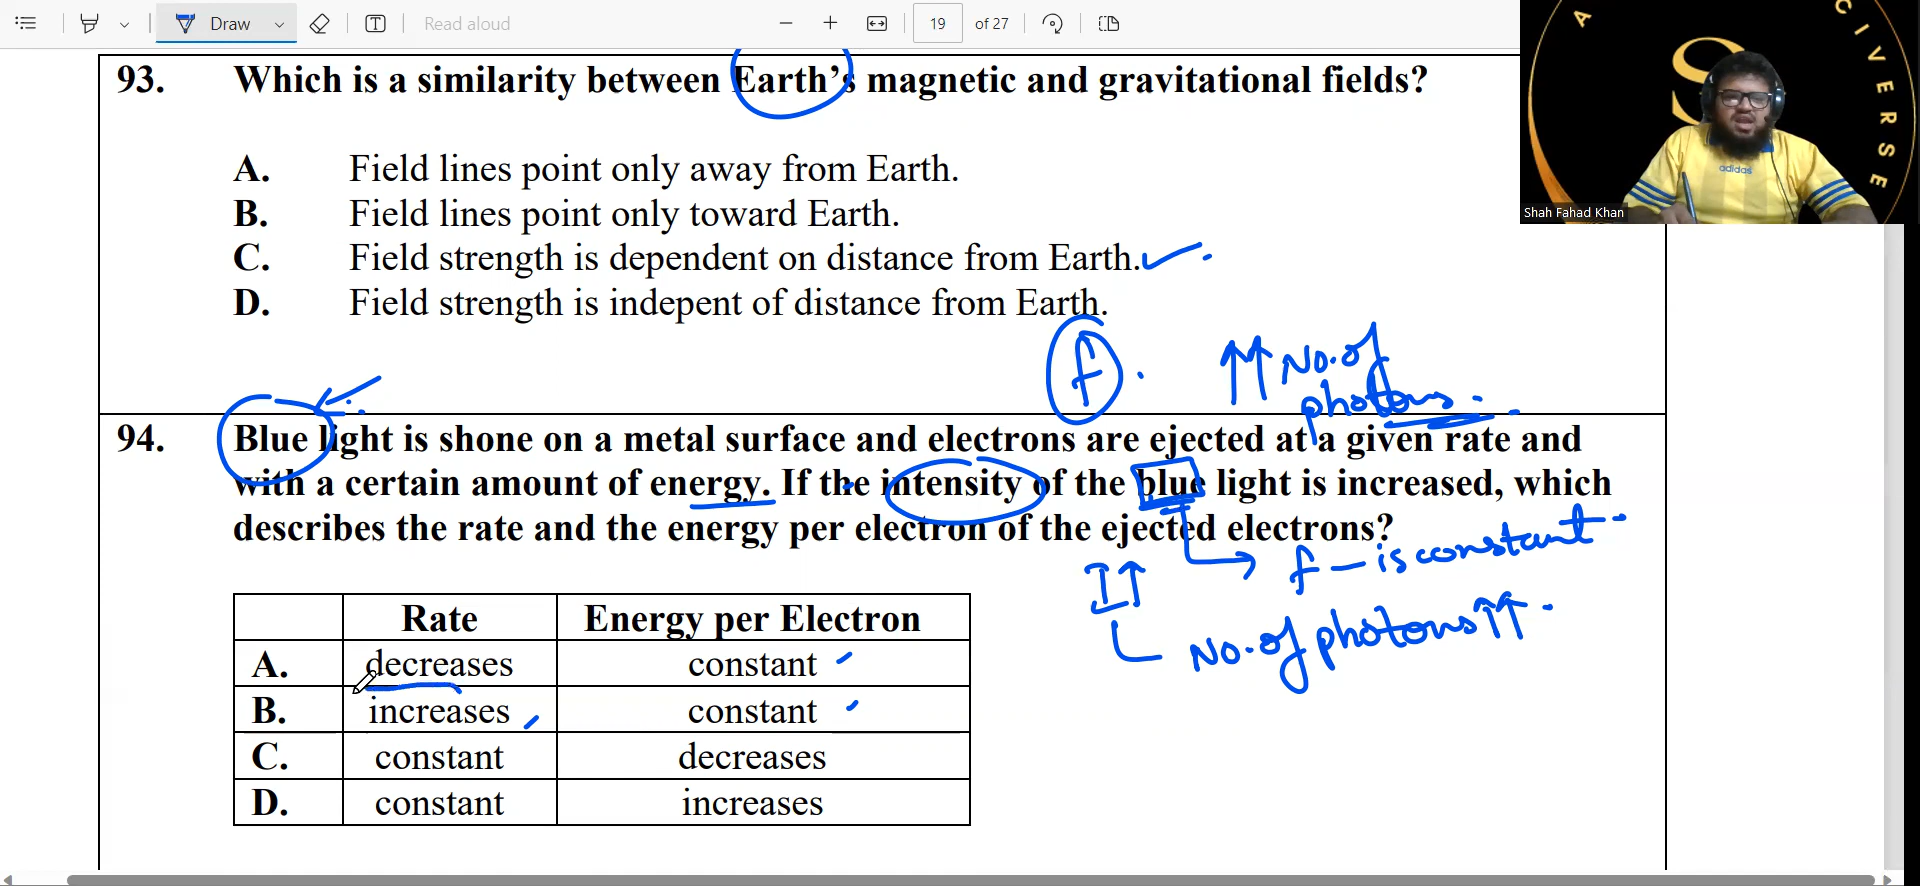 Draw
Read aloud
19 of 27
A
CIVERSE
S
adidas
Shah Fahad Khan
93. Which is a similarity between Earth's magnetic and gravitational fields?
A. Field lines point only away from Earth.
B. Field lines point only toward Earth.
C. Field strength is dependent on distance from Earth.
D. Field strength is indepent of distance from Earth.
f.
↑↑ No. of
photons.
94. Blue light is shone on a metal surface and electrons are ejected at a given rate and
with a certain amount of energy. If the intensity of the blue light is increased, which
describes the rate and the energy per electron of the ejected electrons?
f – is constant.
I↑
No. of photons↑↑.
Rate Energy per Electron
A. decreases constant
B. increases constant
C. constant decreases
D. constant increases